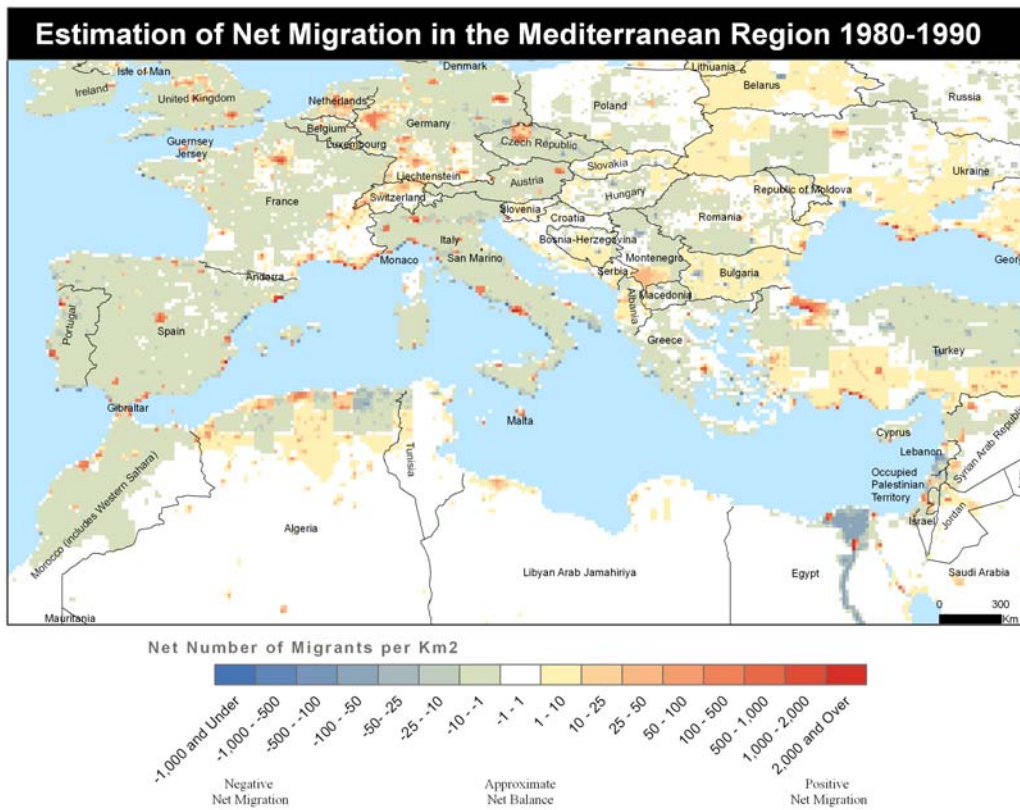 Estimation of Net Migration in the Mediterranean Region 1980-1990
Isle of Man
Denmark
Lithuania
Ireland
United Kingdom
Netherlands
Belarus
Russia
Poland
Germany
Belgium
Guernsey
Jersey
Luxembourg
Czech Republic
Slovakia
Ukraine
Liechtenstein
Austria
Hungary
Republic of Moldova
France
Switzerland
Slovenia
Croatia
Romania
Bosnia-Herzegovina
Italy
Monaco
San Marino
Montenegro
Georg
Andarra
Serbia
Bulgaria
Macedonia
Albania
Portugal
Spain
Greece
Turkey
Gibraltar
Malta
Cyprus
Lebanon
Syrian Arab Republic
Tunisia
Occupied
Palestinian
Territory
Morocco (includes Western Sahara)
Algeria
Israel
Jordan
Libyan Arab Jamahiriya
Egypt
Saudi Arabia
Mauritania
0 300
Km
Net Number of Migrants per Km2
-1,000 and Under
-1,000 - -500
-500 - -100
-100 - -50
-50 - -25
-25 - -10
-10 - -1
-1 - 1
1 - 10
10 - 25
25 - 50
50 - 100
100 - 500
500 - 1,000
1,000 - 2,000
2,000 and Over
Negative
Net Migration
Approximate
Net Balance
Positive
Net Migration